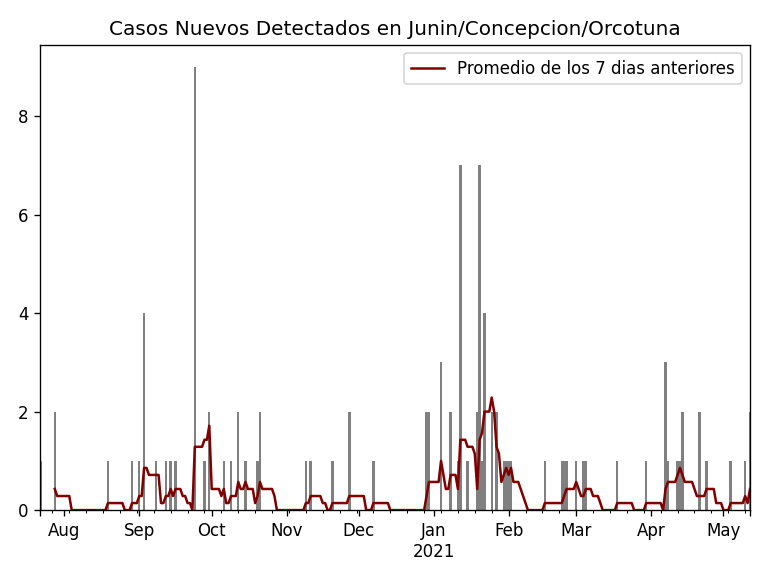 Casos Nuevos Detectados en Junin/Concepcion/Orcotuna
Promedio de los 7 dias anteriores
8
6
4
2
0
Aug Sep Oct Nov Dec Jan Feb Mar Apr May
2021